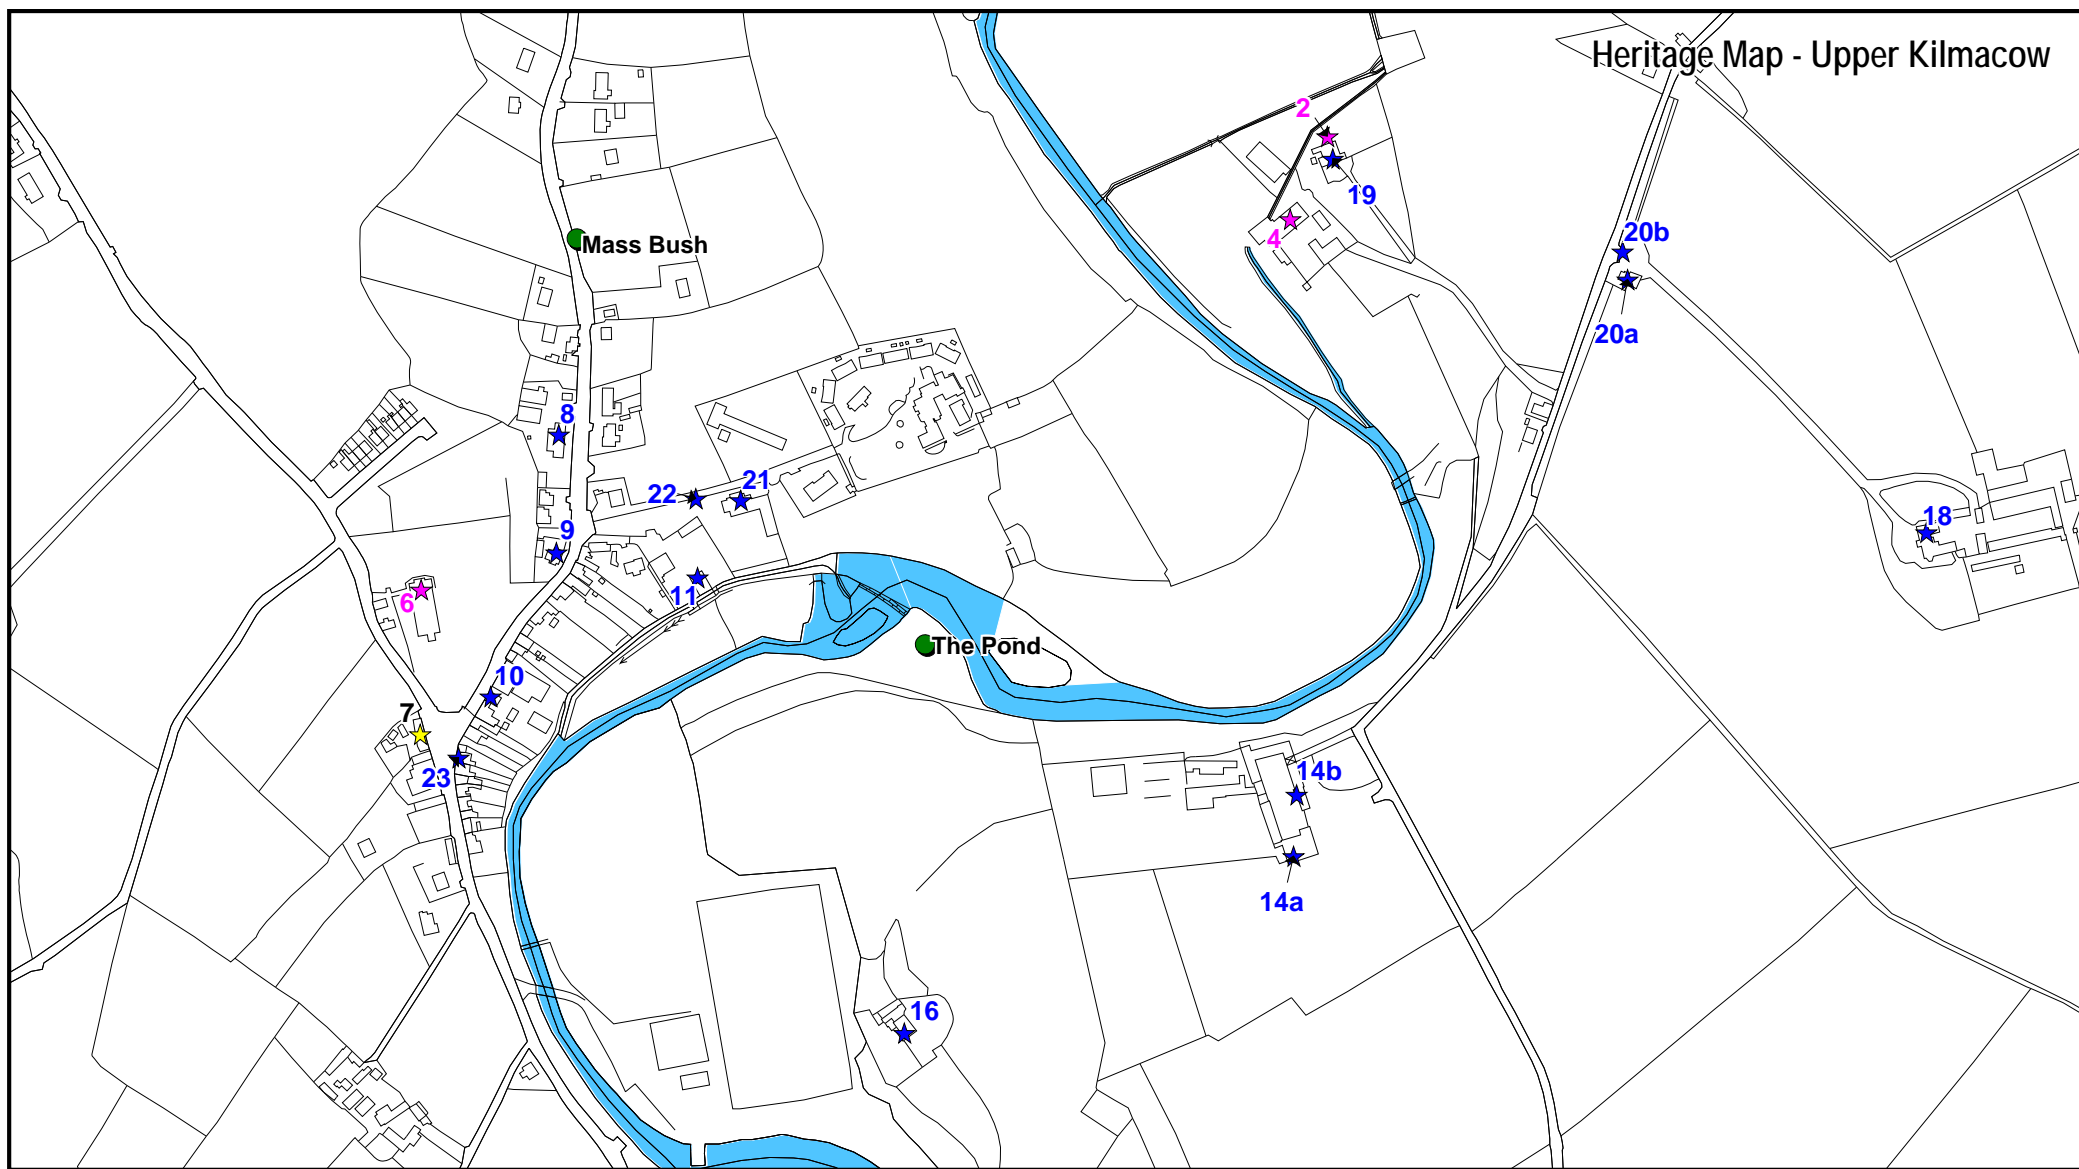 Heritage Map - Upper Kilmacow
2
19
4
Mass Bush
20b
20a
8
22
21
9
18
11
6
The Pond
10
7
23
14b
14a
16